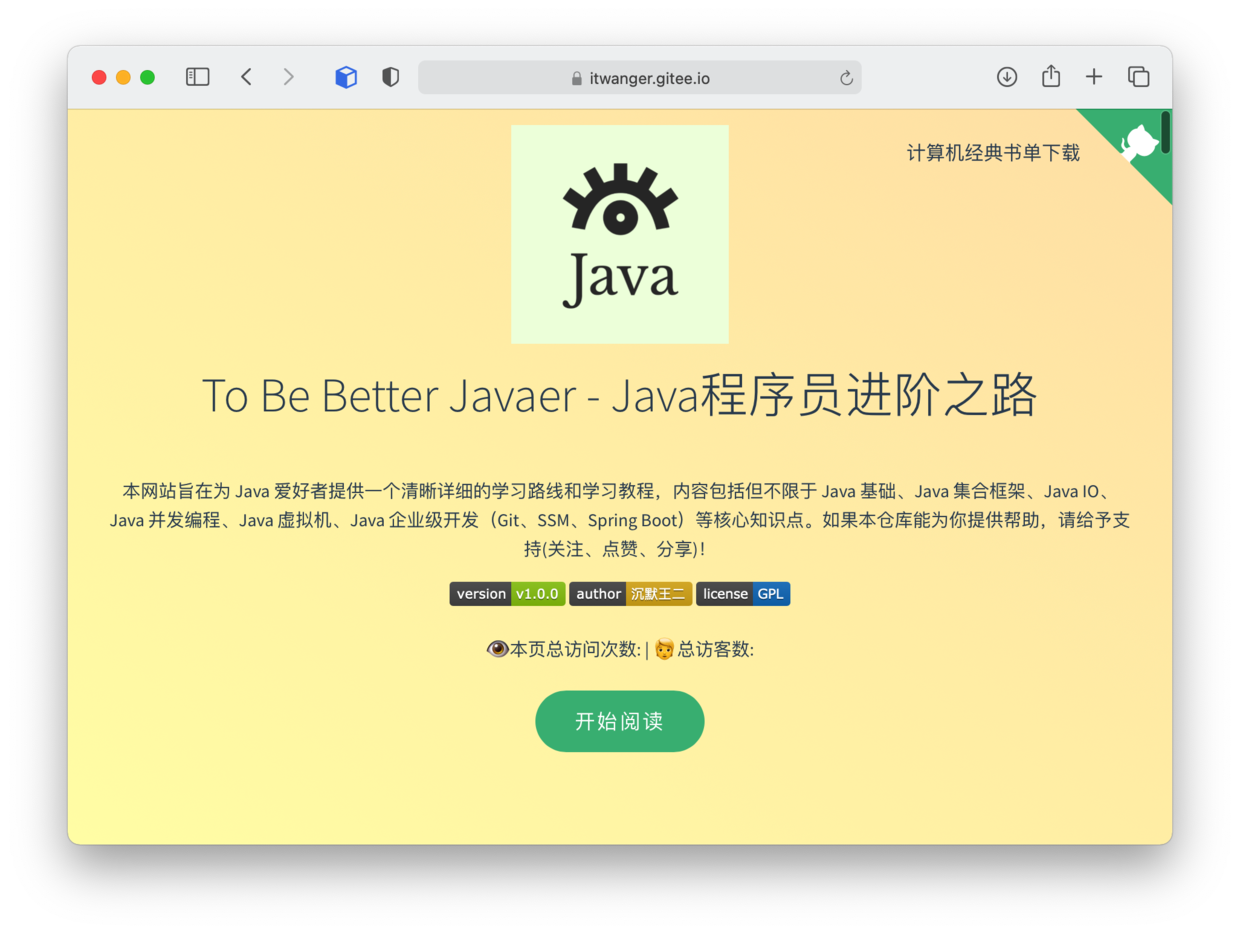 itwanger.gitee.io
计算机经典书单下载
Java
To Be Better Javaer - Java程序员进阶之路
本网站旨在为 Java 爱好者提供一个清晰详细的学习路线和学习教程，内容包括但不限于 Java 基础、Java 集合框架、Java IO、
Java 并发编程、Java 虚拟机、Java 企业级开发（Git、SSM、Spring Boot）等核心知识点。如果本仓库能为你提供帮助，请给予支
持(关注、点赞、分享)！
version v1.0.0 author 沉默王二 license GPL
本页总访问次数: | 总访客数:
开始阅读